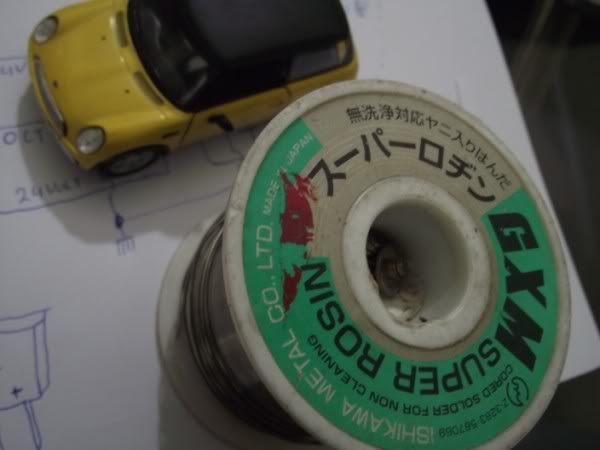 無洗浄対応ヤニ入りはんだ
スーパーロヂン
GXM
SUPER ROSIN
CORED SOLDER FOR NON CLEANING
ISHIKAWA METAL CO., LTD. MADE IN JAPAN
24VCT